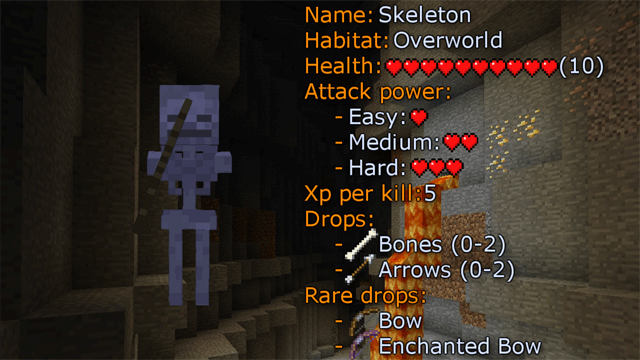 Name: Skeleton
Habitat: Overworld
Health: (10)
Attack power:
- Easy:
- Medium:
- Hard:
Xp per kill:5
Drops:
- Bones (0-2)
- Arrows (0-2)
Rare drops:
- Bow
- Enchanted Bow